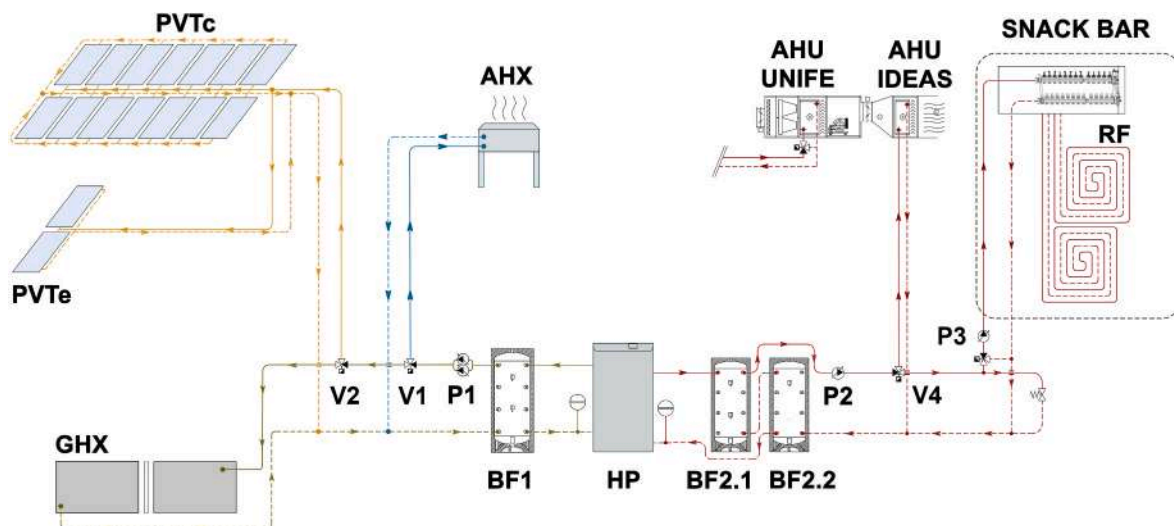 PVTc
SNACK BAR
AHU
UNIFE
AHU
IDEAS
AHX
RF
PVTe
P3
V2
V1
P1
P2
V4
GHX
BF1
HP
BF2.1
BF2.2